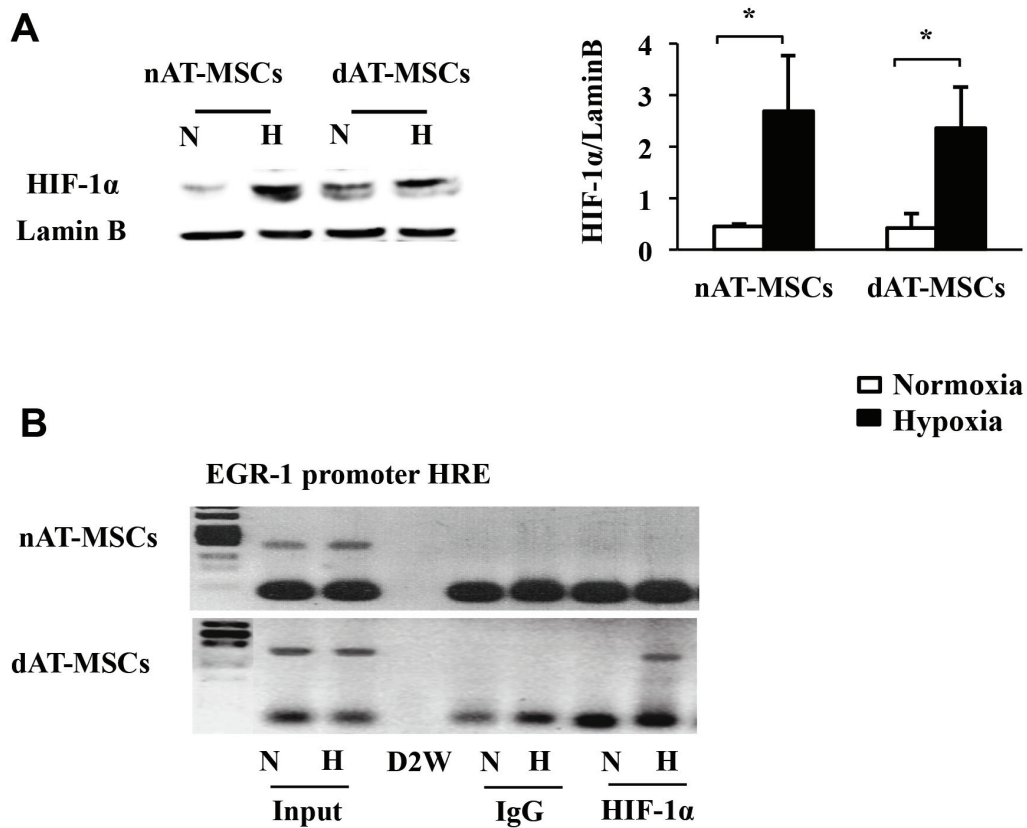 A
nAT-MSCs dAT-MSCs
N H N H
HIF-1α
Lamin B
HIF-1α/LaminB
4
3
2
1
0
* *
nAT-MSCs dAT-MSCs
Normoxia
Hypoxia
B
EGR-1 promoter HRE
nAT-MSCs
dAT-MSCs
N H D2W N H N H
Input IgG HIF-1α